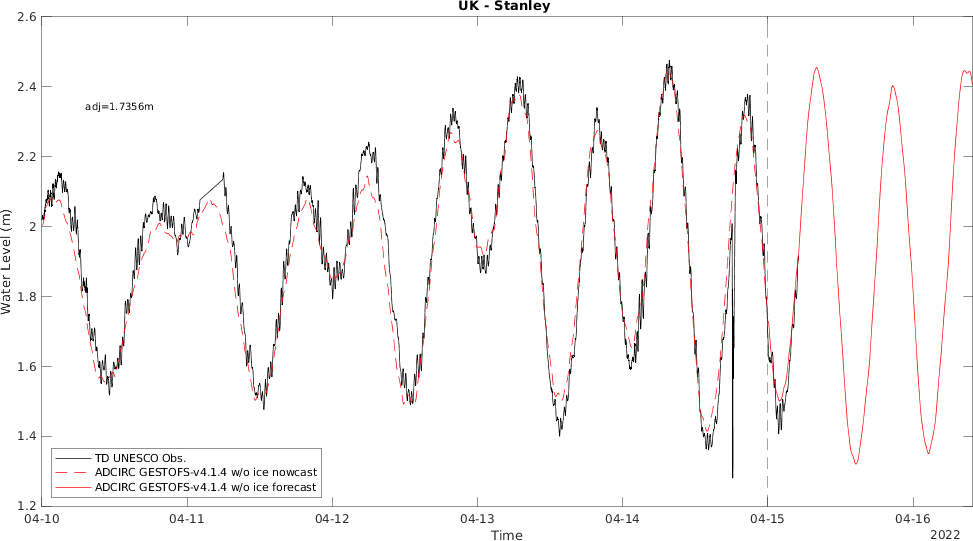 UK - Stanley
2.6
2.4
adj=1.7356m
2.2
2
1.8
1.6
1.4
1.2
Water Level (m)
TD UNESCO Obs.
ADCIRC GESTOFS-v4.1.4 w/o ice nowcast
ADCIRC GESTOFS-v4.1.4 w/o ice forecast
04-10 04-11 04-12 04-13 04-14 04-15 04-16
Time
2022